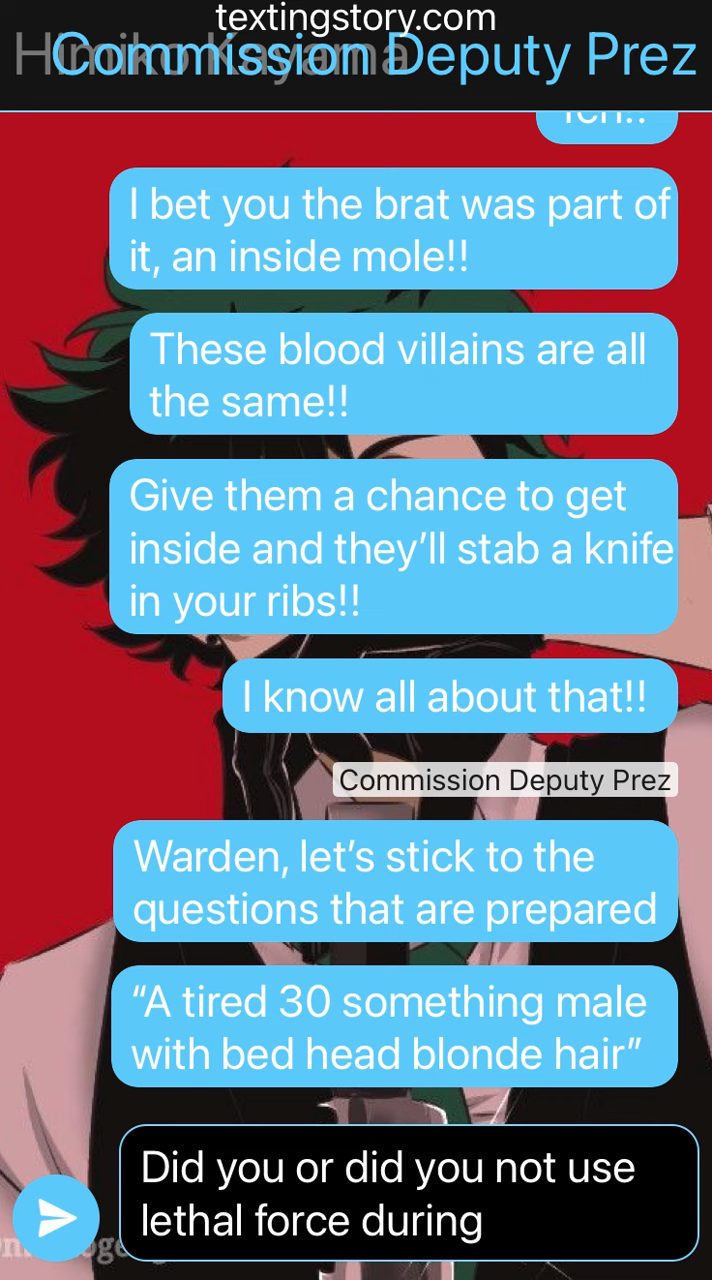 textingstory.com
Himiko Kayama
Commission Deputy Prez
Tch!!
I bet you the brat was part of
it, an inside mole!!
These blood villains are all
the same!!
Give them a chance to get
inside and they’ll stab a knife
in your ribs!!
I know all about that!!
Commission Deputy Prez
Warden, let’s stick to the
questions that are prepared
“A tired 30 something male
with bed head blonde hair”
Did you or did you not use
lethal force during